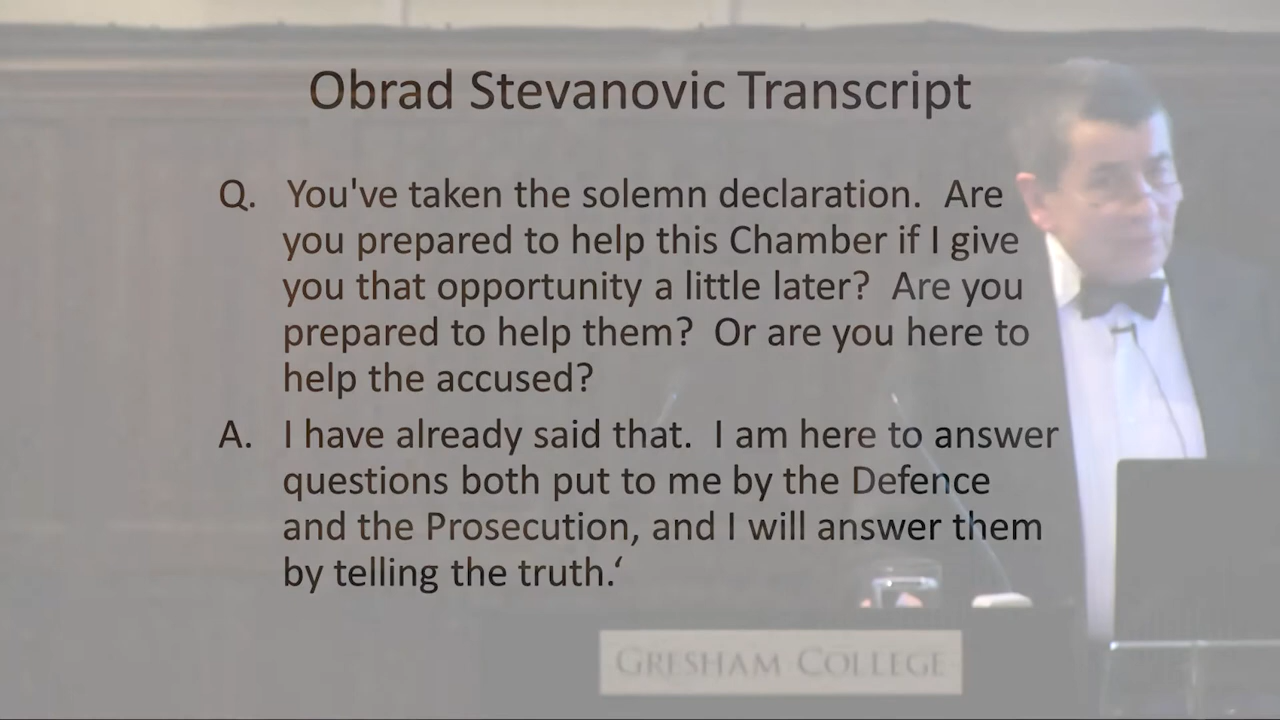 Obrad Stevanovic Transcript
Q. You've taken the solemn declaration.  Are
you prepared to help this Chamber if I give
you that opportunity a little later?  Are you
prepared to help them?  Or are you here to
help the accused?
A. I have already said that.  I am here to answer
questions both put to me by the Defence
and the Prosecution, and I will answer them
by telling the truth.‘
GRESHAM COLLEGE